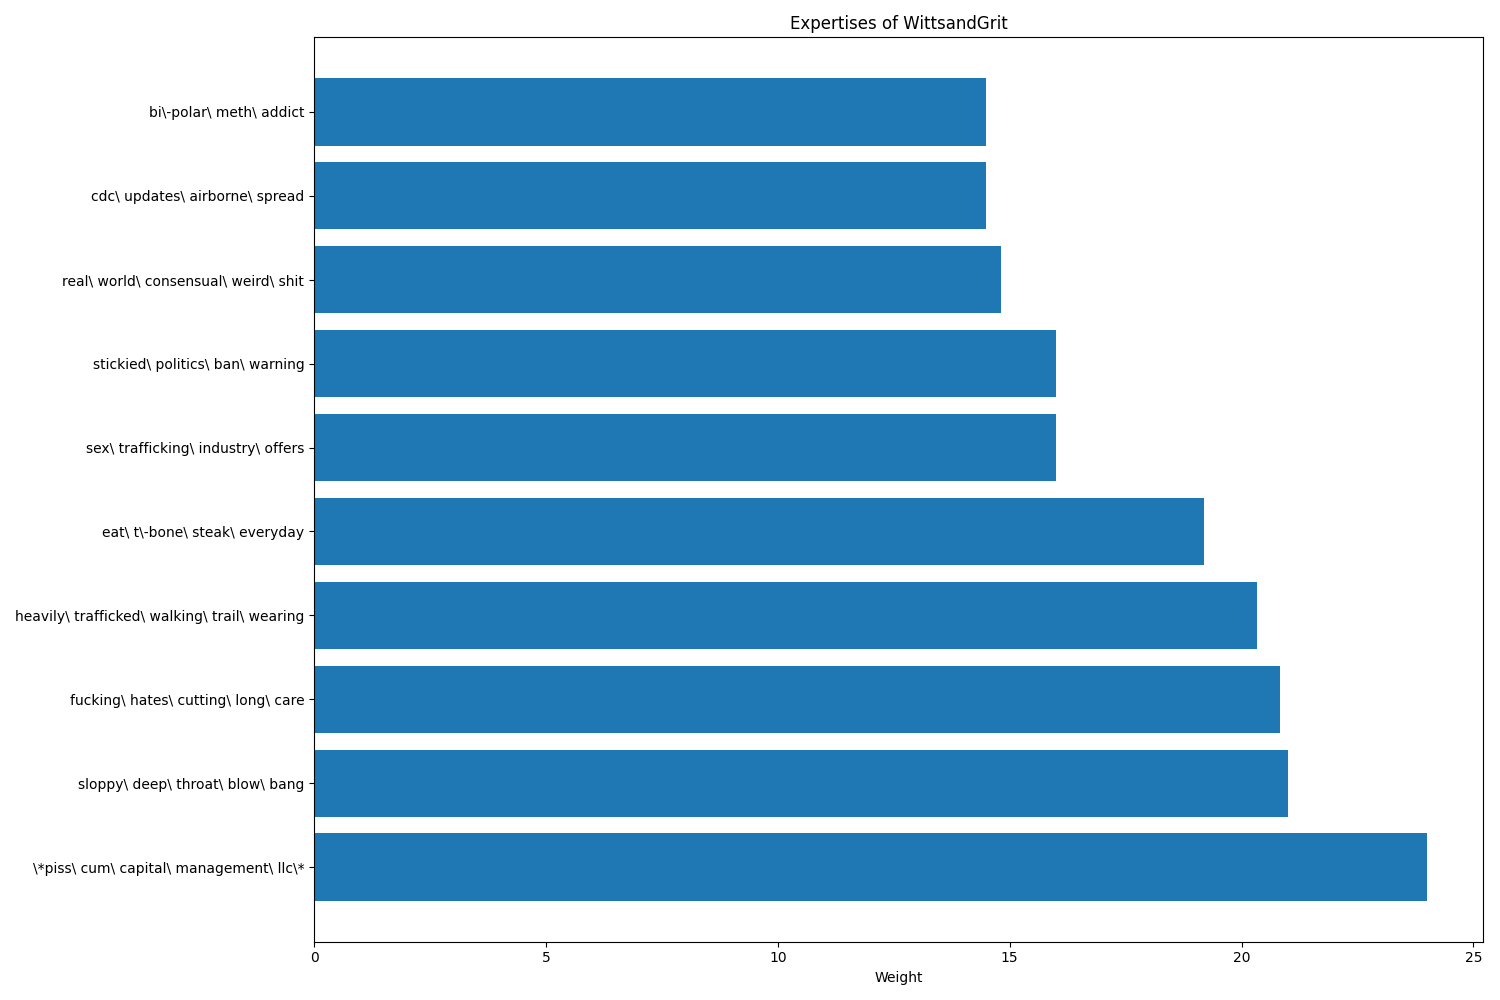 Expertises of WittsandGrit
bi\-polar\ meth\ addict
cdc\ updates\ airborne\ spread
real\ world\ consensual\ weird\ shit
stickied\ politics\ ban\ warning
sex\ trafficking\ industry\ offers
eat\ t\-bone\ steak\ everyday
heavily\ trafficked\ walking\ trail\ wearing
fucking\ hates\ cutting\ long\ care
sloppy\ deep\ throat\ blow\ bang
\*piss\ cum\ capital\ management\ llc\*
0 5 10 15 20 25
Weight